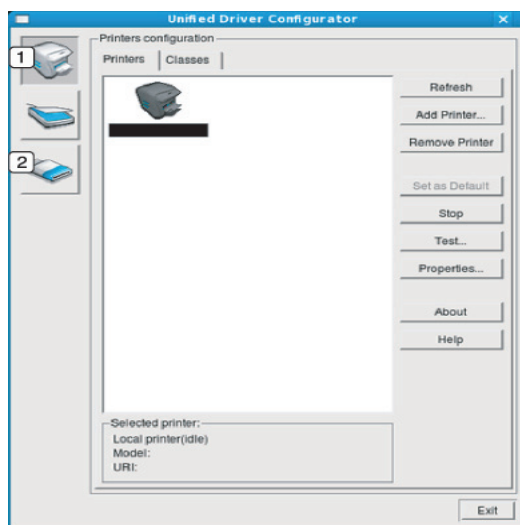 Unified Driver Configurator
1
2
Printers configuration
Printers
Classes
Refresh
Add Printer...
Remove Printer
Set as Default
Stop
Test...
Properties...
About
Help
Selected printer:
Local printer(idle)
Model:
URI:
Exit